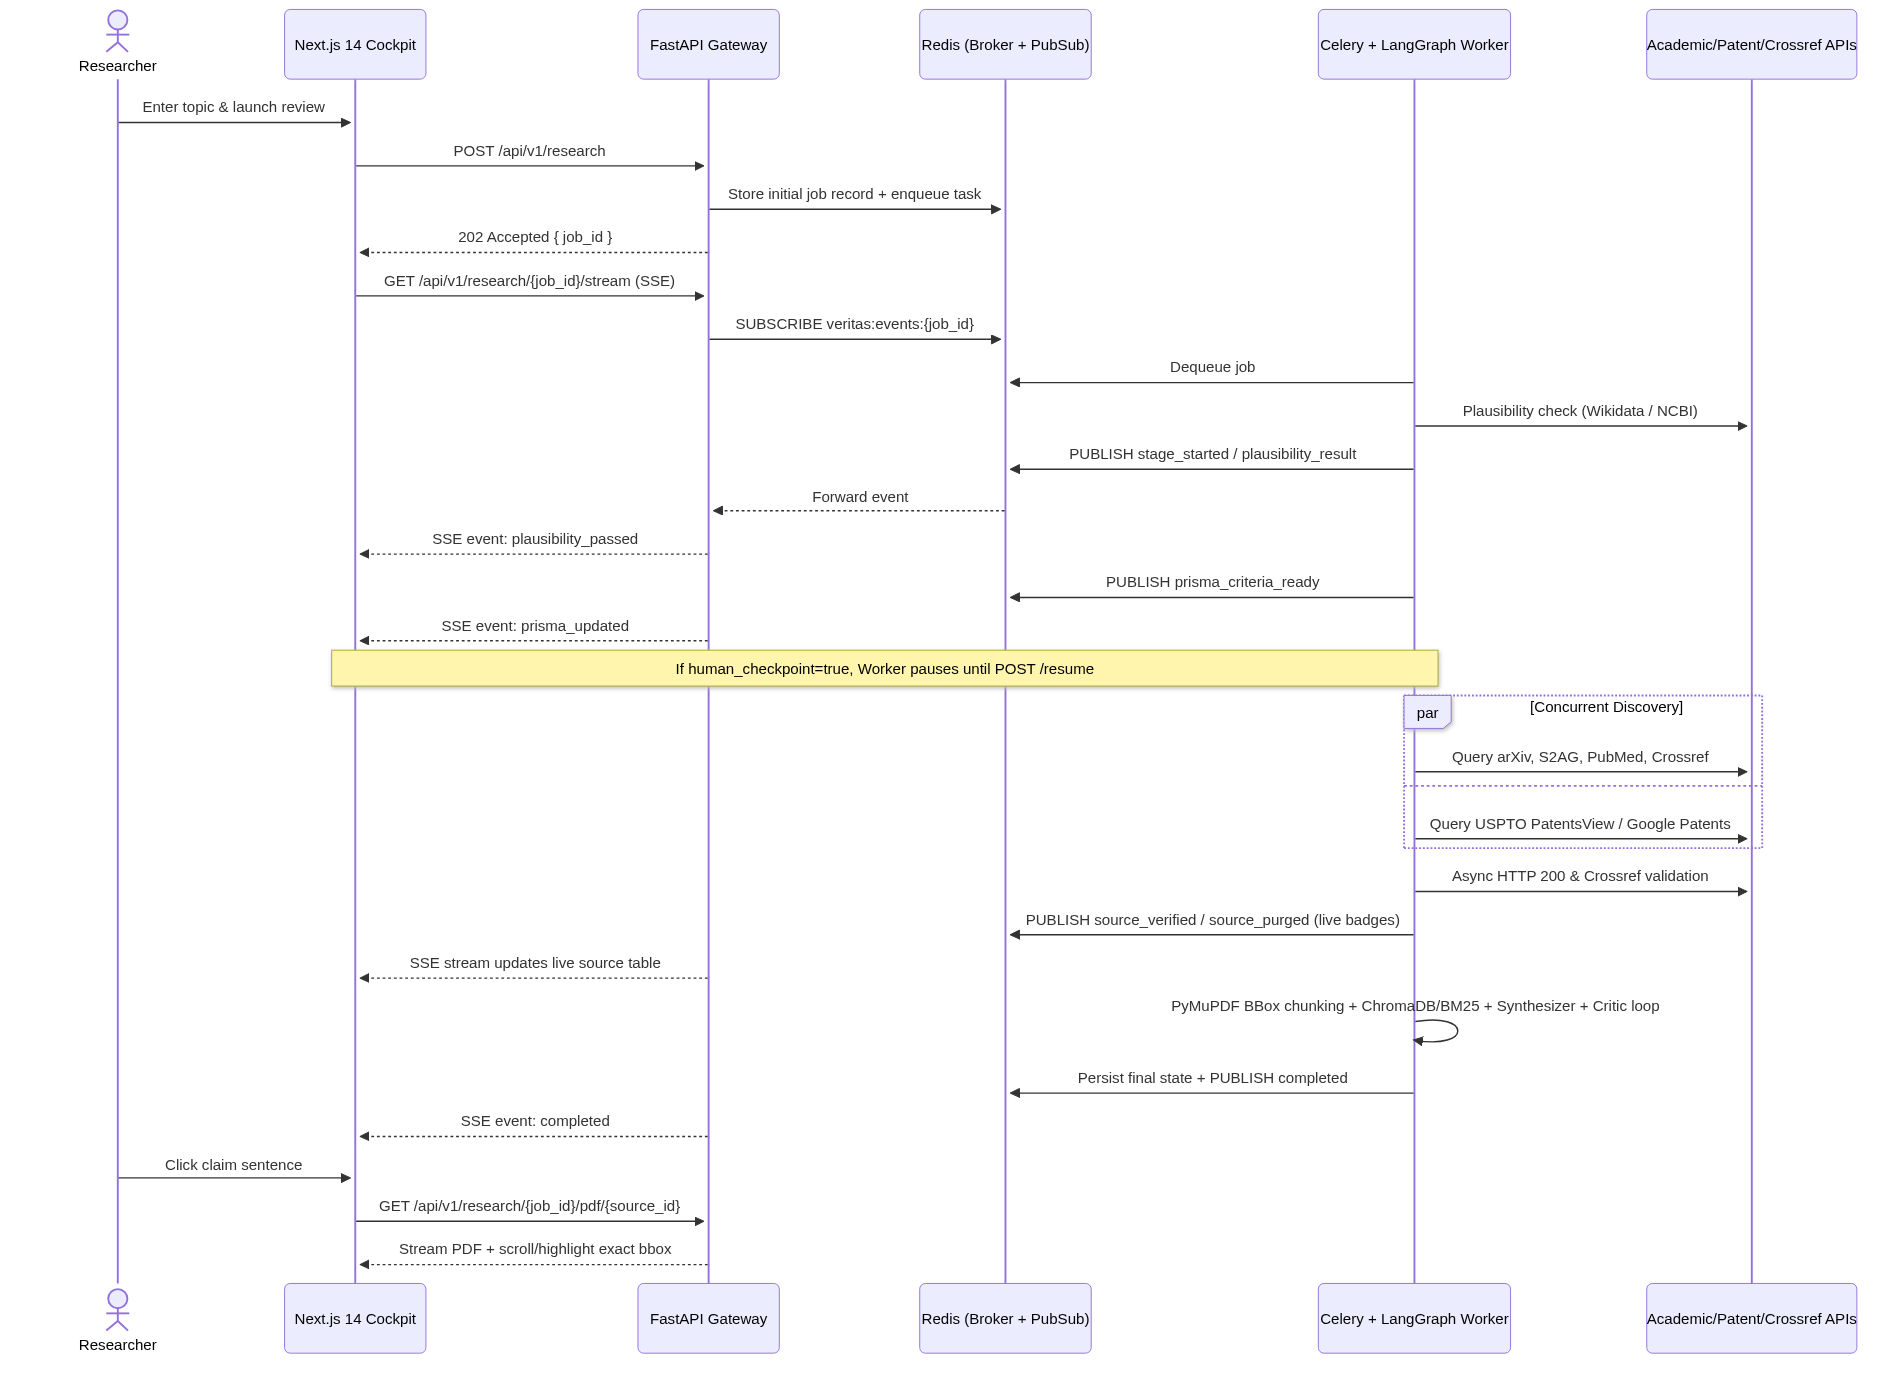 Researcher
Next.js 14 Cockpit
FastAPI Gateway
Redis (Broker + PubSub)
Celery + LangGraph Worker
Academic/Patent/Crossref APIs
Enter topic & launch review
POST /api/v1/research
Store initial job record + enqueue task
202 Accepted { job_id }
GET /api/v1/research/{job_id}/stream (SSE)
SUBSCRIBE veritas:events:{job_id}
Dequeue job
Plausibility check (Wikidata / NCBI)
PUBLISH stage_started / plausibility_result
Forward event
SSE event: plausibility_passed
PUBLISH prisma_criteria_ready
SSE event: prisma_updated
If human_checkpoint=true, Worker pauses until POST /resume
par
[Concurrent Discovery]
Query arXiv, S2AG, PubMed, Crossref
Query USPTO PatentsView / Google Patents
Async HTTP 200 & Crossref validation
PUBLISH source_verified / source_purged (live badges)
SSE stream updates live source table
PyMuPDF BBox chunking + ChromaDB/BM25 + Synthesizer + Critic loop
Persist final state + PUBLISH completed
SSE event: completed
Click claim sentence
GET /api/v1/research/{job_id}/pdf/{source_id}
Stream PDF + scroll/highlight exact bbox
Researcher
Next.js 14 Cockpit
FastAPI Gateway
Redis (Broker + PubSub)
Celery + LangGraph Worker
Academic/Patent/Crossref APIs